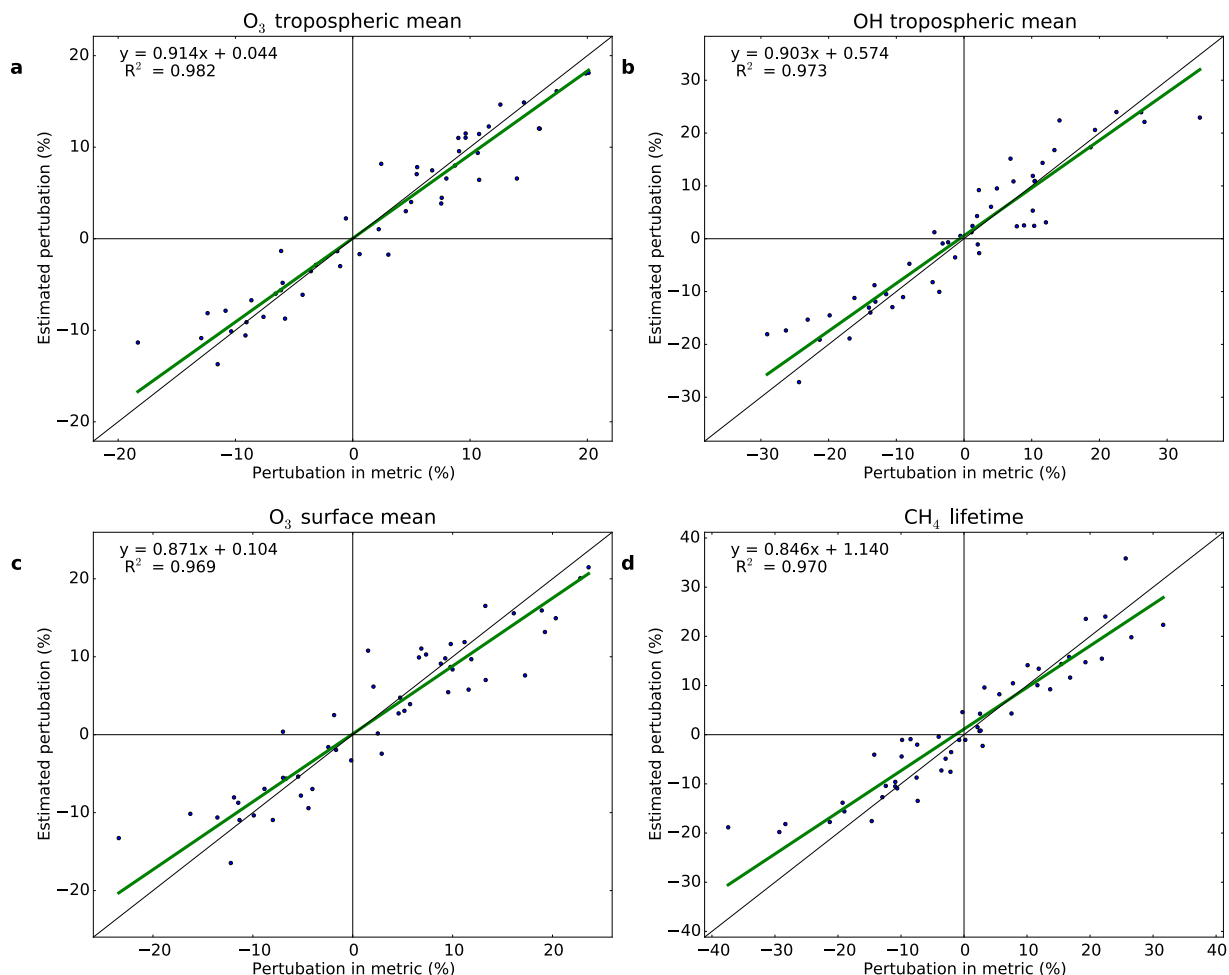 a
O₃ tropospheric mean
y = 0.914x + 0.044
R² = 0.982
Estimated perturbation (%)
20
10
0
−10
−20
−20
−10
0
10
20
Pertubation in metric (%)
b
OH tropospheric mean
y = 0.903x + 0.574
R² = 0.973
Estimated pertubation (%)
30
20
10
0
−10
−20
−30
−30
−20
−10
0
10
20
30
Pertubation in metric (%)
c
O₃ surface mean
y = 0.871x + 0.104
R² = 0.969
Estimated perturbation (%)
20
10
0
−10
−20
−20
−10
0
10
20
Pertubation in metric (%)
d
CH₄ lifetime
y = 0.846x + 1.140
R² = 0.970
Estimated pertubation (%)
40
30
20
10
0
−10
−20
−30
−40
−40
−30
−20
−10
0
10
20
30
40
Pertubation in metric (%)